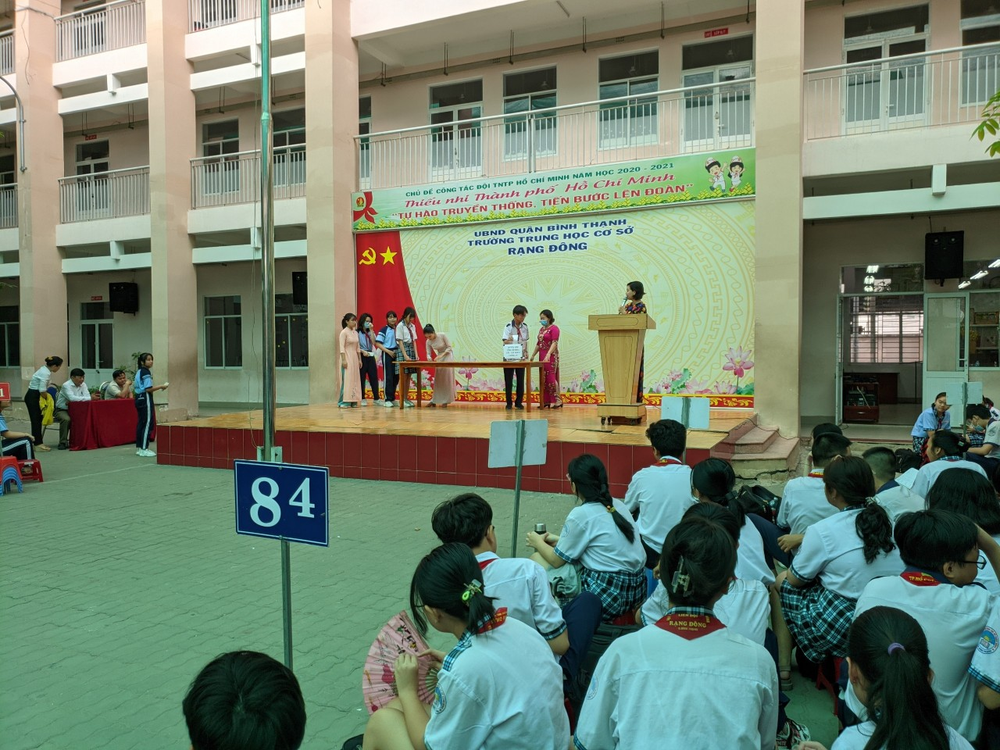 CHỦ ĐỀ CÔNG TÁC ĐỘI TNTP HỒ CHÍ MINH NĂM HỌC 2020 - 2021
Thiếu nhi Thành phố Hồ Chí Minh
"TỰ HÀO TRUYỀN THỐNG, TIẾN BƯỚC LÊN ĐOÀN"
UBND QUẬN BÌNH THẠNH
TRƯỜNG TRUNG HỌC CƠ SỞ
RẠNG ĐÔNG
84
LIÊN ĐỘI
RẠNG ĐÔNG